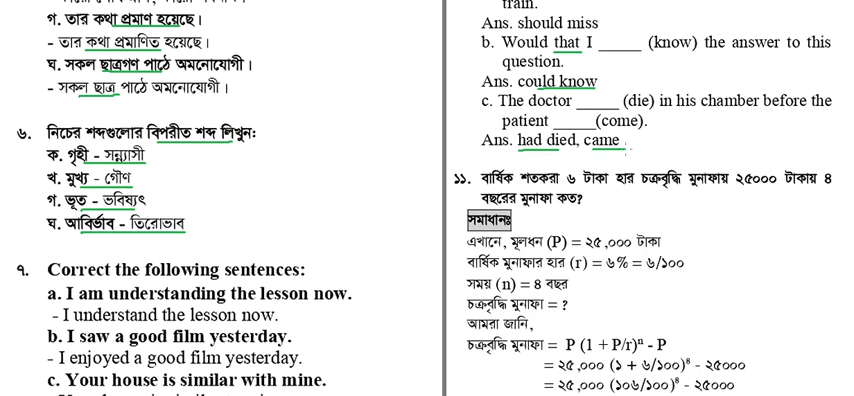 গ. তার কথা প্রমাণ হয়েছে।
- তার কথা প্রমাণিত হয়েছে।
ঘ. সকল ছাত্রগণ পাঠে অমনোযোগী।
- সকল ছাত্র পাঠে অমনোযোগী।
৬. নিচের শব্দগুলোর বিপরীত শব্দ লিখুনঃ
ক. গৃহী - সন্ন্যাসী
খ. মুখ্য - গৌণ
গ. ভূত - ভবিষ্যৎ
ঘ. আবির্ভাব - তিরোভাব
৭. Correct the following sentences:
a. I am understanding the lesson now.
- I understand the lesson now.
b. I saw a good film yesterday.
- I enjoyed a good film yesterday.
c. Your house is similar with mine.
train.
Ans. should miss
b. Would that I ______ (know) the answer to this
question.
Ans. could know
c. The doctor ______ (die) in his chamber before the
patient ______(come).
Ans. had died, came
১১. বার্ষিক শতকরা ৬ টাকা হার চক্রবৃদ্ধি মুনাফায় ২৫০০০ টাকায় ৪
বছরের মুনাফা কত?
সমাধানঃ
এখানে, মূলধন (P) = ২৫,০০০ টাকা
বার্ষিক মুনাফার হার (r) = ৬% = ৬/১০০
সময় (n) = ৪ বছর
চক্রবৃদ্ধি মুনাফা = ?
আমরা জানি,
চক্রবৃদ্ধি মুনাফা = P (1 + P/r)ⁿ - P
= ২৫,০০০ (১ + ৬/১০০)⁸ - ২৫০০০
= ২৫,০০০ (১০৬/১০০)⁸ - ২৫০০০